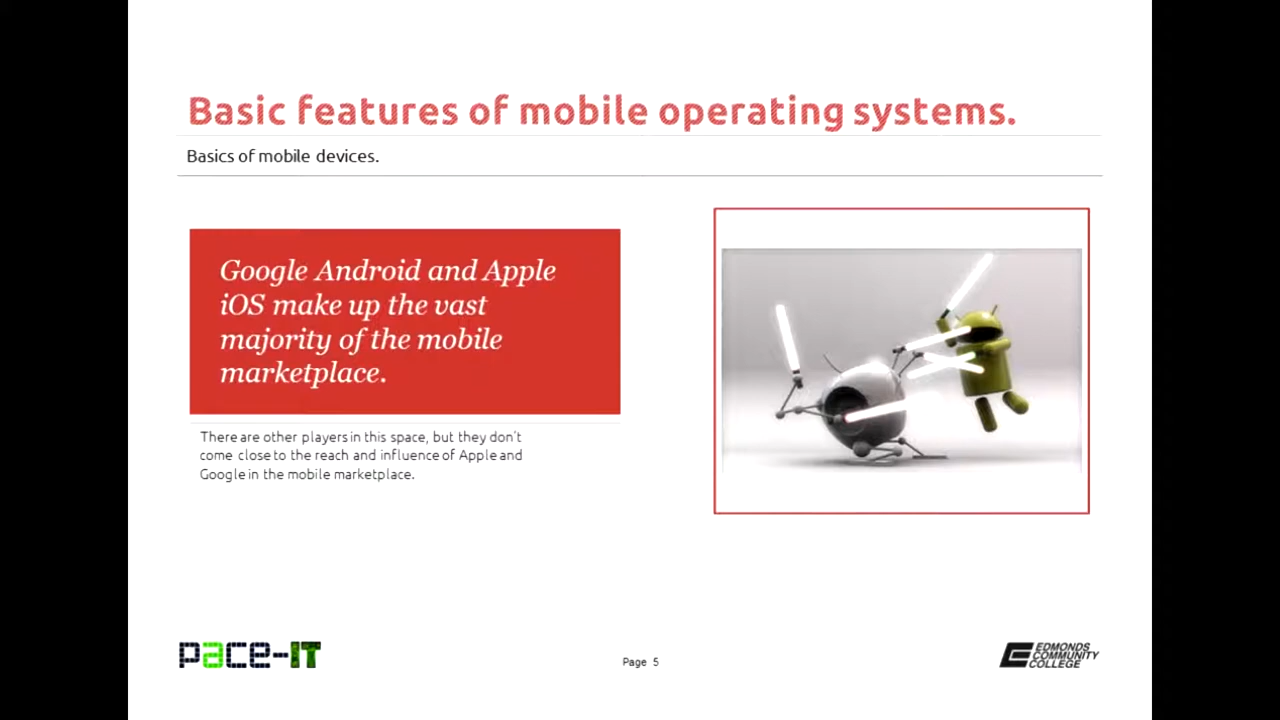 Basic features of mobile operating systems.
Basics of mobile devices.
Google Android and Apple
iOS make up the vast
majority of the mobile
marketplace.
There are other players in this space, but they don't
come close to the reach and influence of Apple and
Google in the mobile marketplace.
pace-IT
Page 5
EDMONDS
COMMUNITY
COLLEGE